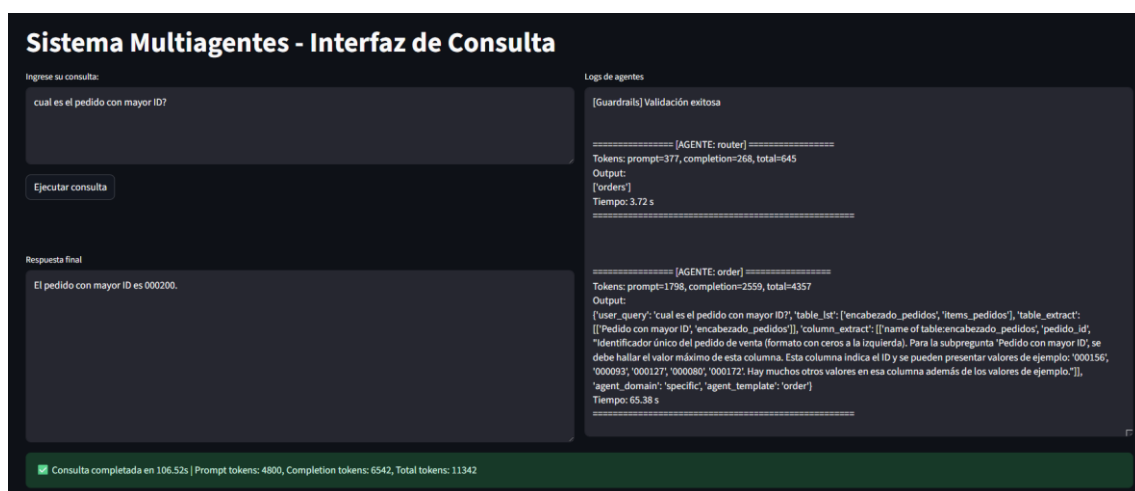 Sistema Multiagentes - Interfaz de Consulta
Ingrese su consulta:
cual es el pedido con mayor ID?
Ejecutar consulta
Respuesta final
El pedido con mayor ID es 000200.
Logs de agentes
[Guardrails] Validación exitosa
================ [AGENTE: router] =================
Tokens: prompt=377, completion=268, total=645
Output:
['orders']
Tiempo: 3.72 s
====================================================
================ [AGENTE: order] =================
Tokens: prompt=1798, completion=2559, total=4357
Output:
{'user_query': 'cual es el pedido con mayor ID?', 'table_lst': ['encabezado_pedidos', 'items_pedidos'], 'table_extract':
[['Pedido con mayor ID', 'encabezado_pedidos']], 'column_extract': [['name of table:encabezado_pedidos', 'pedido_id',
"Identificador único del pedido de venta (formato con ceros a la izquierda). Para la subpregunta 'Pedido con mayor ID', se
debe hallar el valor máximo de esta columna. Esta columna indica el ID y se pueden presentar valores de ejemplo: '000156',
'000093', '000127', '000080', '000172'. Hay muchos otros valores en esa columna además de los valores de ejemplo."]],
'agent_domain': 'specific', 'agent_template': 'order'}
Tiempo: 65.38 s
====================================================
✅ Consulta completada en 106.52s | Prompt tokens: 4800, Completion tokens: 6542, Total tokens: 11342